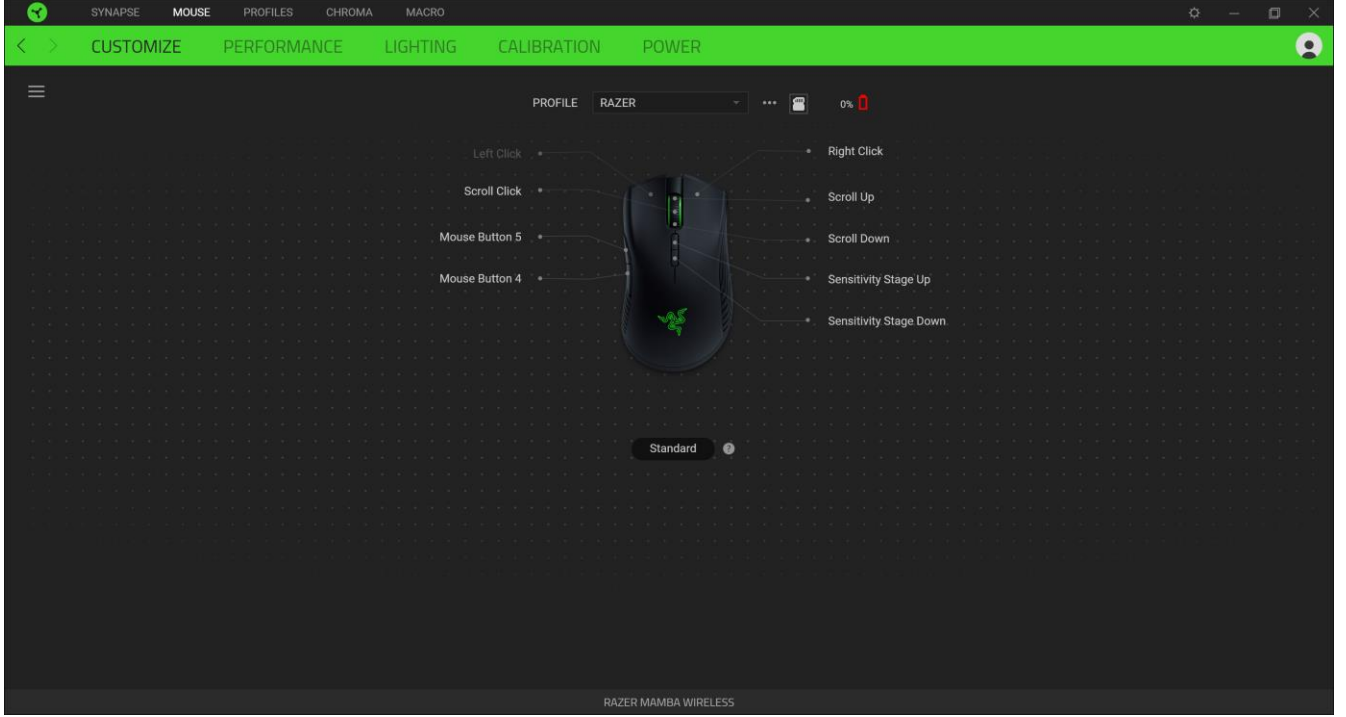 SYNAPSE MOUSE PROFILES CHROMA MACRO
CUSTOMIZE PERFORMANCE LIGHTING CALIBRATION POWER
PROFILE RAZER 0%
Left Click Right Click
Scroll Click Scroll Up
Mouse Button 5 Scroll Down
Mouse Button 4 Sensitivity Stage Up
Sensitivity Stage Down
Standard ?
RAZER MAMBA WIRELESS